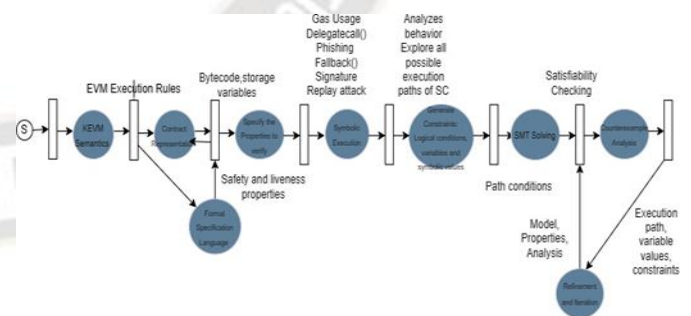 Gas Usage
Delegatecall()
Phishing
Fallback()
Signature
Replay attack
Analyzes
behavior
Explore all
possible
execution
paths of SC
EVM Execution Rules
Bytecode,storage
variables
Satisfiability
Checking
S
KEVM
Semantics
Contract
Representation
Specify the
Properties to
verify
Symbolic
Execution
Generate
Constraints:
Logical conditions,
variables and
symbolic values
SMT Solving
Counterexample
Analysis
Safety and liveness
properties
Path conditions
Formal
Specification
Language
Model,
Properties,
Analysis
Execution
path,
variable
values,
constraints
Refinement
and Iteration